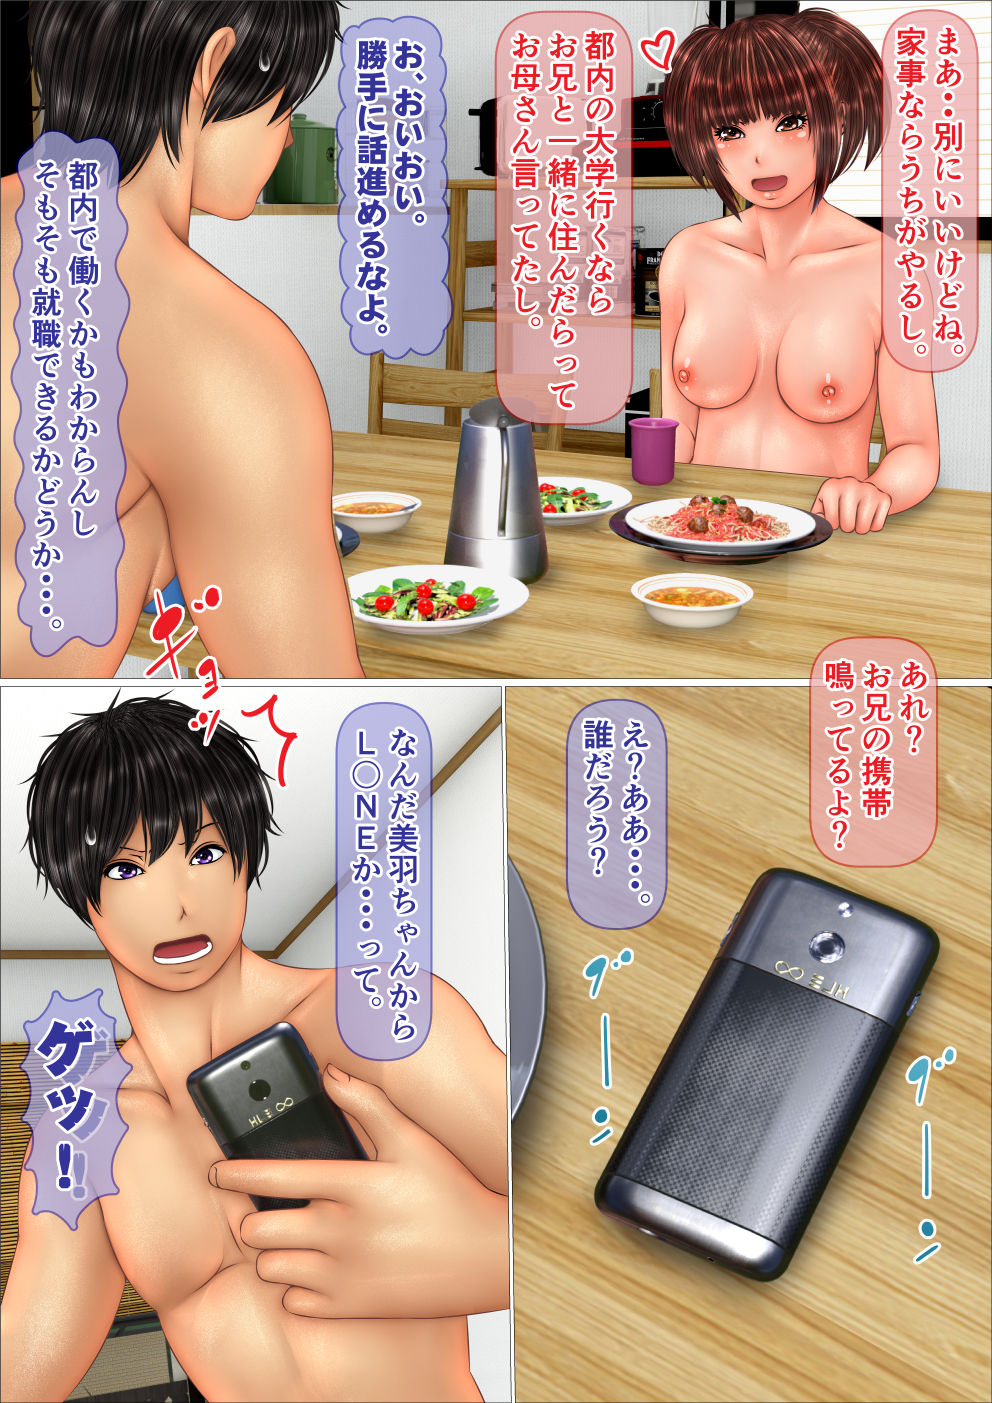 まあ・・別にいいけどね。
家事ならうちがやるし。
都内の大学行くなら
お兄と一緒に住んだらって
お母さん言ってたし。
お、おいおい。
勝手に話進めるなよ。
都内で働くかもわからんし
そもそも就職できるかどうか・・・。
あれ?
お兄の携帯
鳴ってるよ?
え?ああ・・・。
誰だろう?
ブーーン
ブーーン
ギョッ
なんだ美羽ちゃんから
L〇NEか・・・って。
ゲッ!